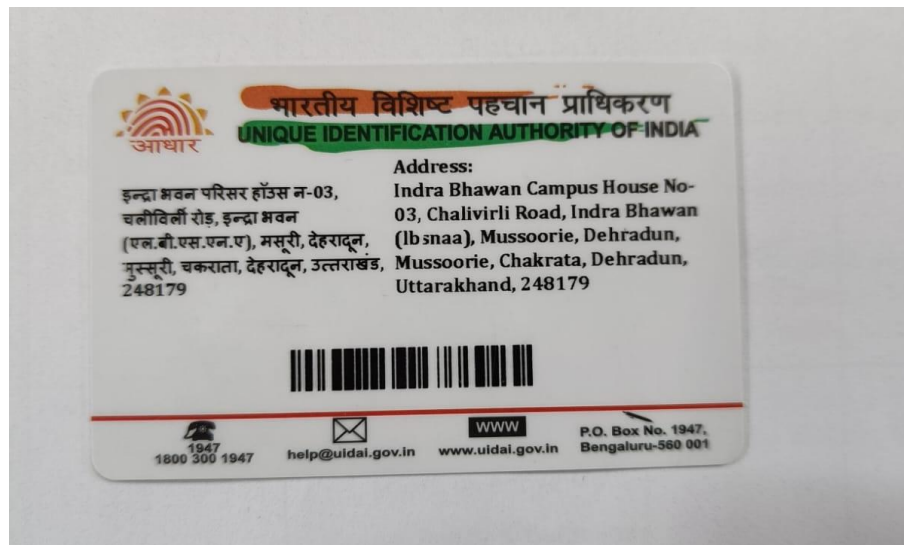 भारतीय विशिष्ट पहचान प्राधिकरण
UNIQUE IDENTIFICATION AUTHORITY OF INDIA
आधार
इन्द्रा भवन परिसर हॉउस न-03,
चलीविर्ली रोड़, इन्द्रा भवन
(एल.बी.एस.एन.ए), मसूरी, देहरादून,
मुस्सूरी, चकराता, देहरादून, उत्तराखंड,
248179
Address:
Indra Bhawan Campus House No-
03, Chalivirli Road, Indra Bhawan
(lbsnaa), Mussoorie, Dehradun,
Mussoorie, Chakrata, Dehradun,
Uttarakhand, 248179
1947
1800 300 1947
help@uidai.gov.in
WWW
www.uidai.gov.in
P.O. Box No. 1947,
Bengaluru-560 001